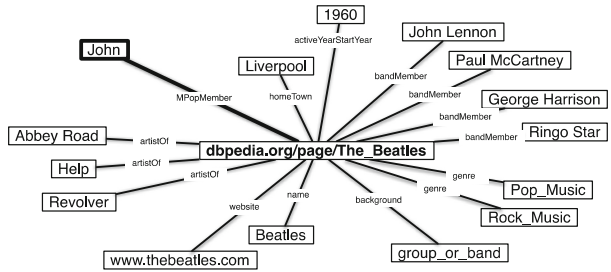 1960
activeYearStartYear
John
John Lennon
Liverpool
Paul McCartney
MPopMember
homeTown
bandMember
bandMember
George Harrison
bandMember
Abbey Road
artistOf
dbpedia.org/page/The_Beatles
bandMember
Ringo Star
Help
artistOf
Revolver
artistOf
genre
Pop_Music
genre
website
name
background
Rock_Music
Beatles
www.thebeatles.com
group_or_band